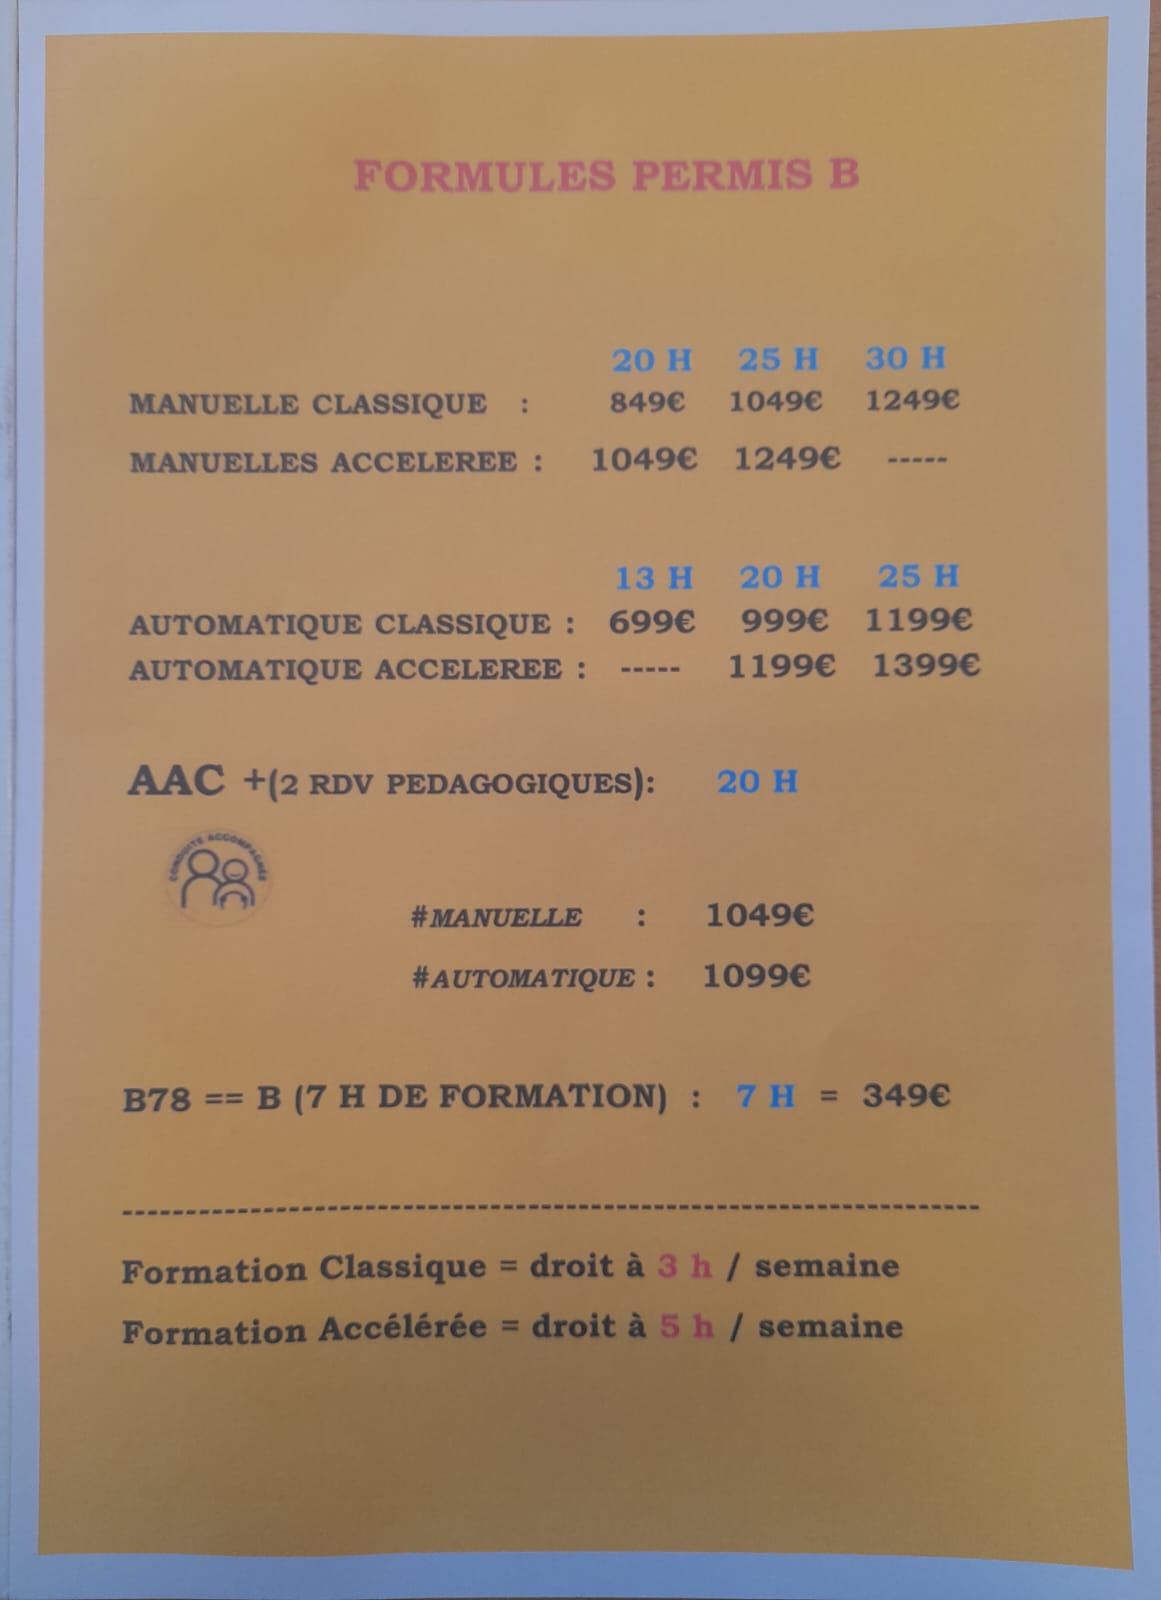 FORMULES PERMIS B
20 H 25 H 30 H
MANUELLE CLASSIQUE : 849€ 1049€ 1249€
MANUELLES ACCELEREE : 1049€ 1249€ -----
13 H 20 H 25 H
AUTOMATIQUE CLASSIQUE : 699€ 999€ 1199€
AUTOMATIQUE ACCELEREE : ----- 1199€ 1399€
AAC +(2 RDV PEDAGOGIQUES): 20 H
CONDUITE ACCOMPAGNÉE
#MANUELLE : 1049€
#AUTOMATIQUE : 1099€
B78 == B (7 H DE FORMATION) : 7 H = 349€
--------------------------------------------------------------------
Formation Classique = droit à 3 h / semaine
Formation Accélérée = droit à 5 h / semaine